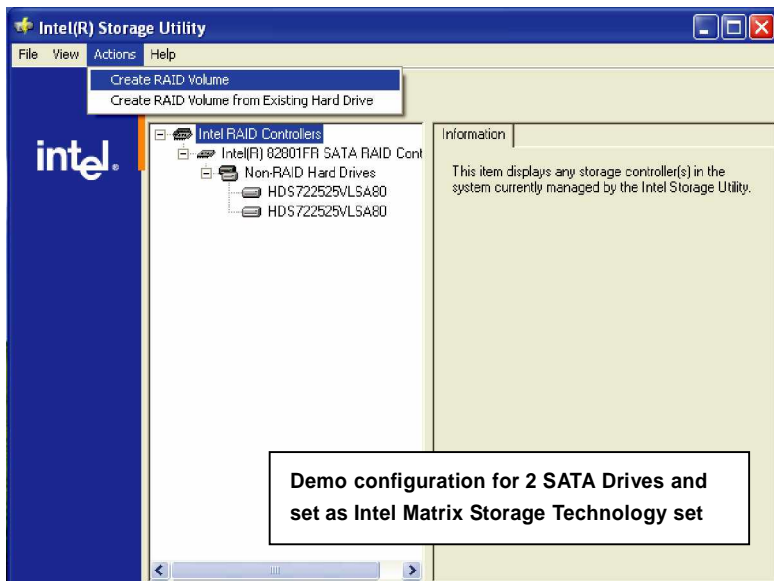 Intel(R) Storage Utility
File View Actions Help
Create RAID Volume
Create RAID Volume from Existing Hard Drive
intel®
Intel RAID Controllers
Intel(R) 82801FR SATA RAID Cont
Non-RAID Hard Drives
HDS722525VLSA80
HDS722525VLSA80
Information
This item displays any storage controller(s) in the
system currently managed by the Intel Storage Utility.
Demo configuration for 2 SATA Drives and
set as Intel Matrix Storage Technology set